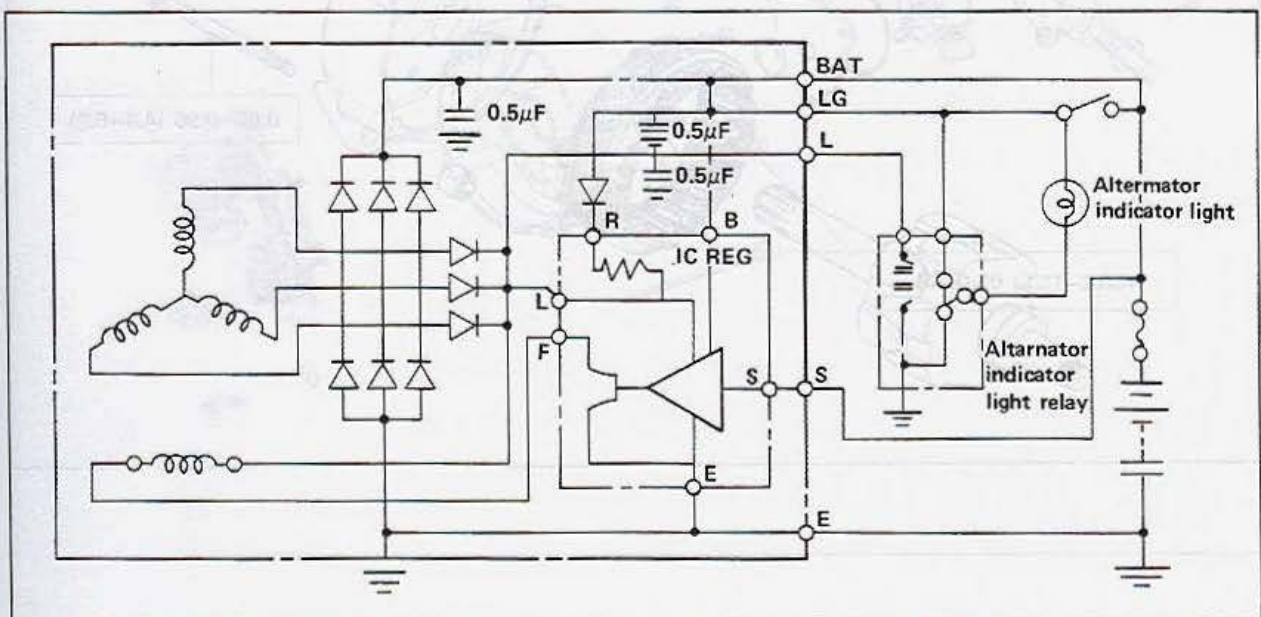 BAT
LG
0.5μF
0.5μF
L
0.5μF
Altermator
indicator light
R
B
IC REG
L
F
S
S
Altarnator
indicator
light relay
E
E